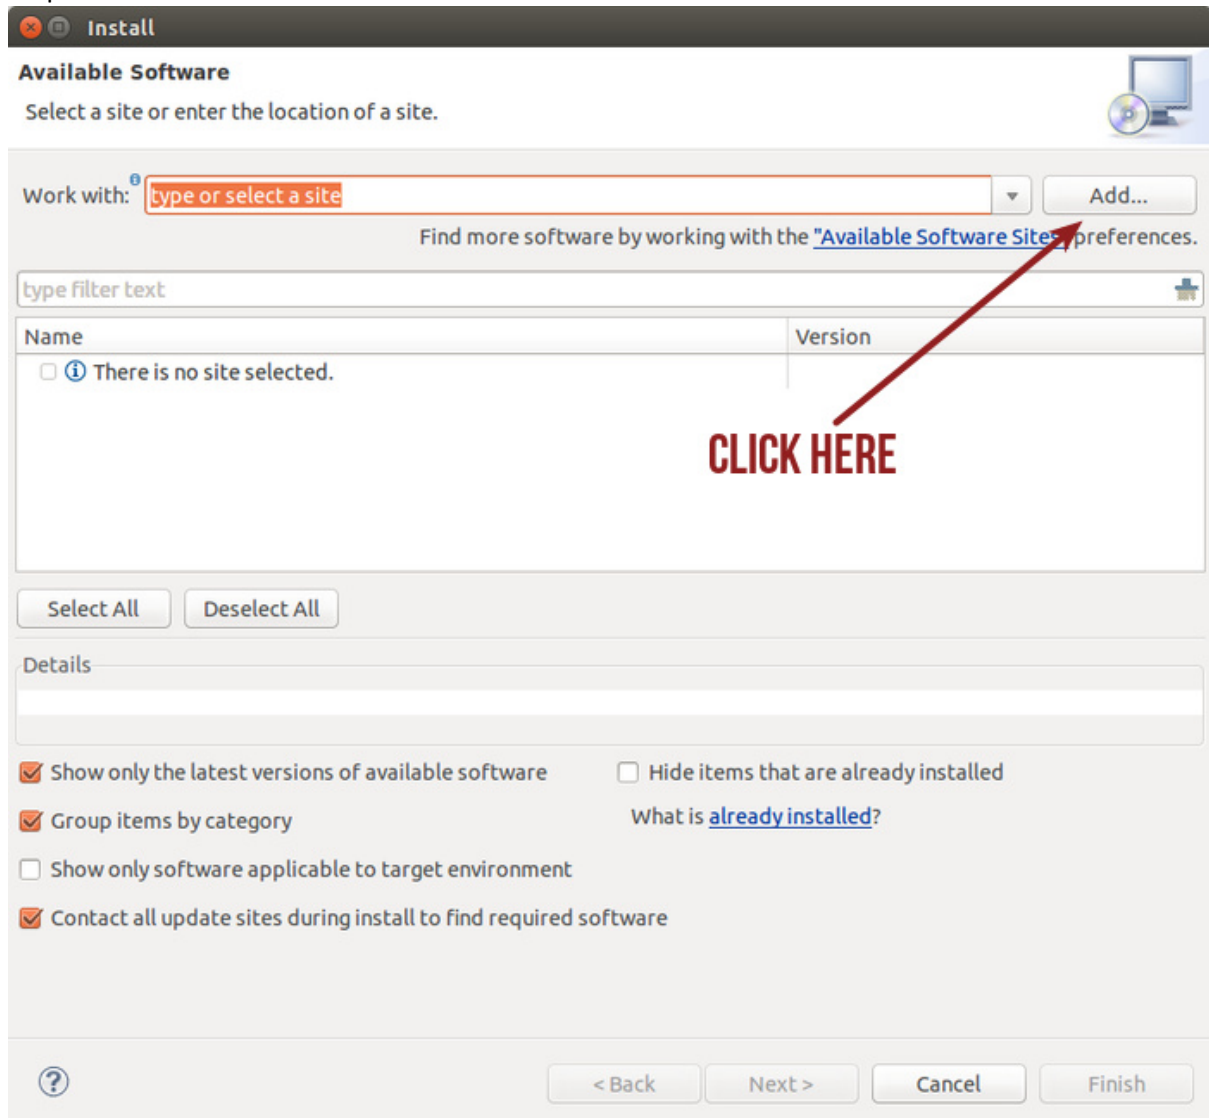 Install
Available Software
Select a site or enter the location of a site.
Work with: type or select a site Add...
Find more software by working with the "Available Software Sites" preferences.
type filter text
Name Version
There is no site selected.
CLICK HERE
Select All Deselect All
Details
Show only the latest versions of available software Hide items that are already installed
Group items by category What is already installed?
Show only software applicable to target environment
Contact all update sites during install to find required software
? < Back Next > Cancel Finish